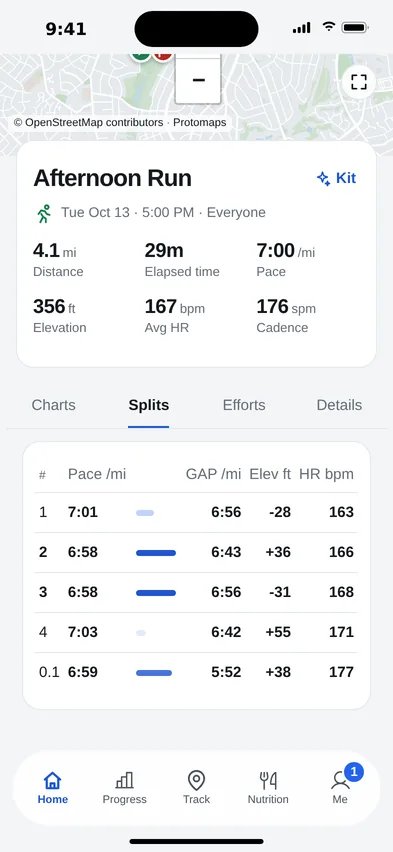 9:41
−
© OpenStreetMap contributors · Protomaps
Afternoon Run
Kit
Tue Oct 13 · 5:00 PM · Everyone
4.1 mi 29m 7:00 /mi
Distance Elapsed time Pace
356 ft 167 bpm 176 spm
Elevation Avg HR Cadence
Charts Splits Efforts Details
# Pace /mi GAP /mi Elev ft HR bpm
1 7:01 6:56 -28 163
2 6:58 6:43 +36 166
3 6:58 6:56 -31 168
4 7:03 6:42 +55 171
0.1 6:59 5:52 +38 177
1
Home Progress Track Nutrition Me